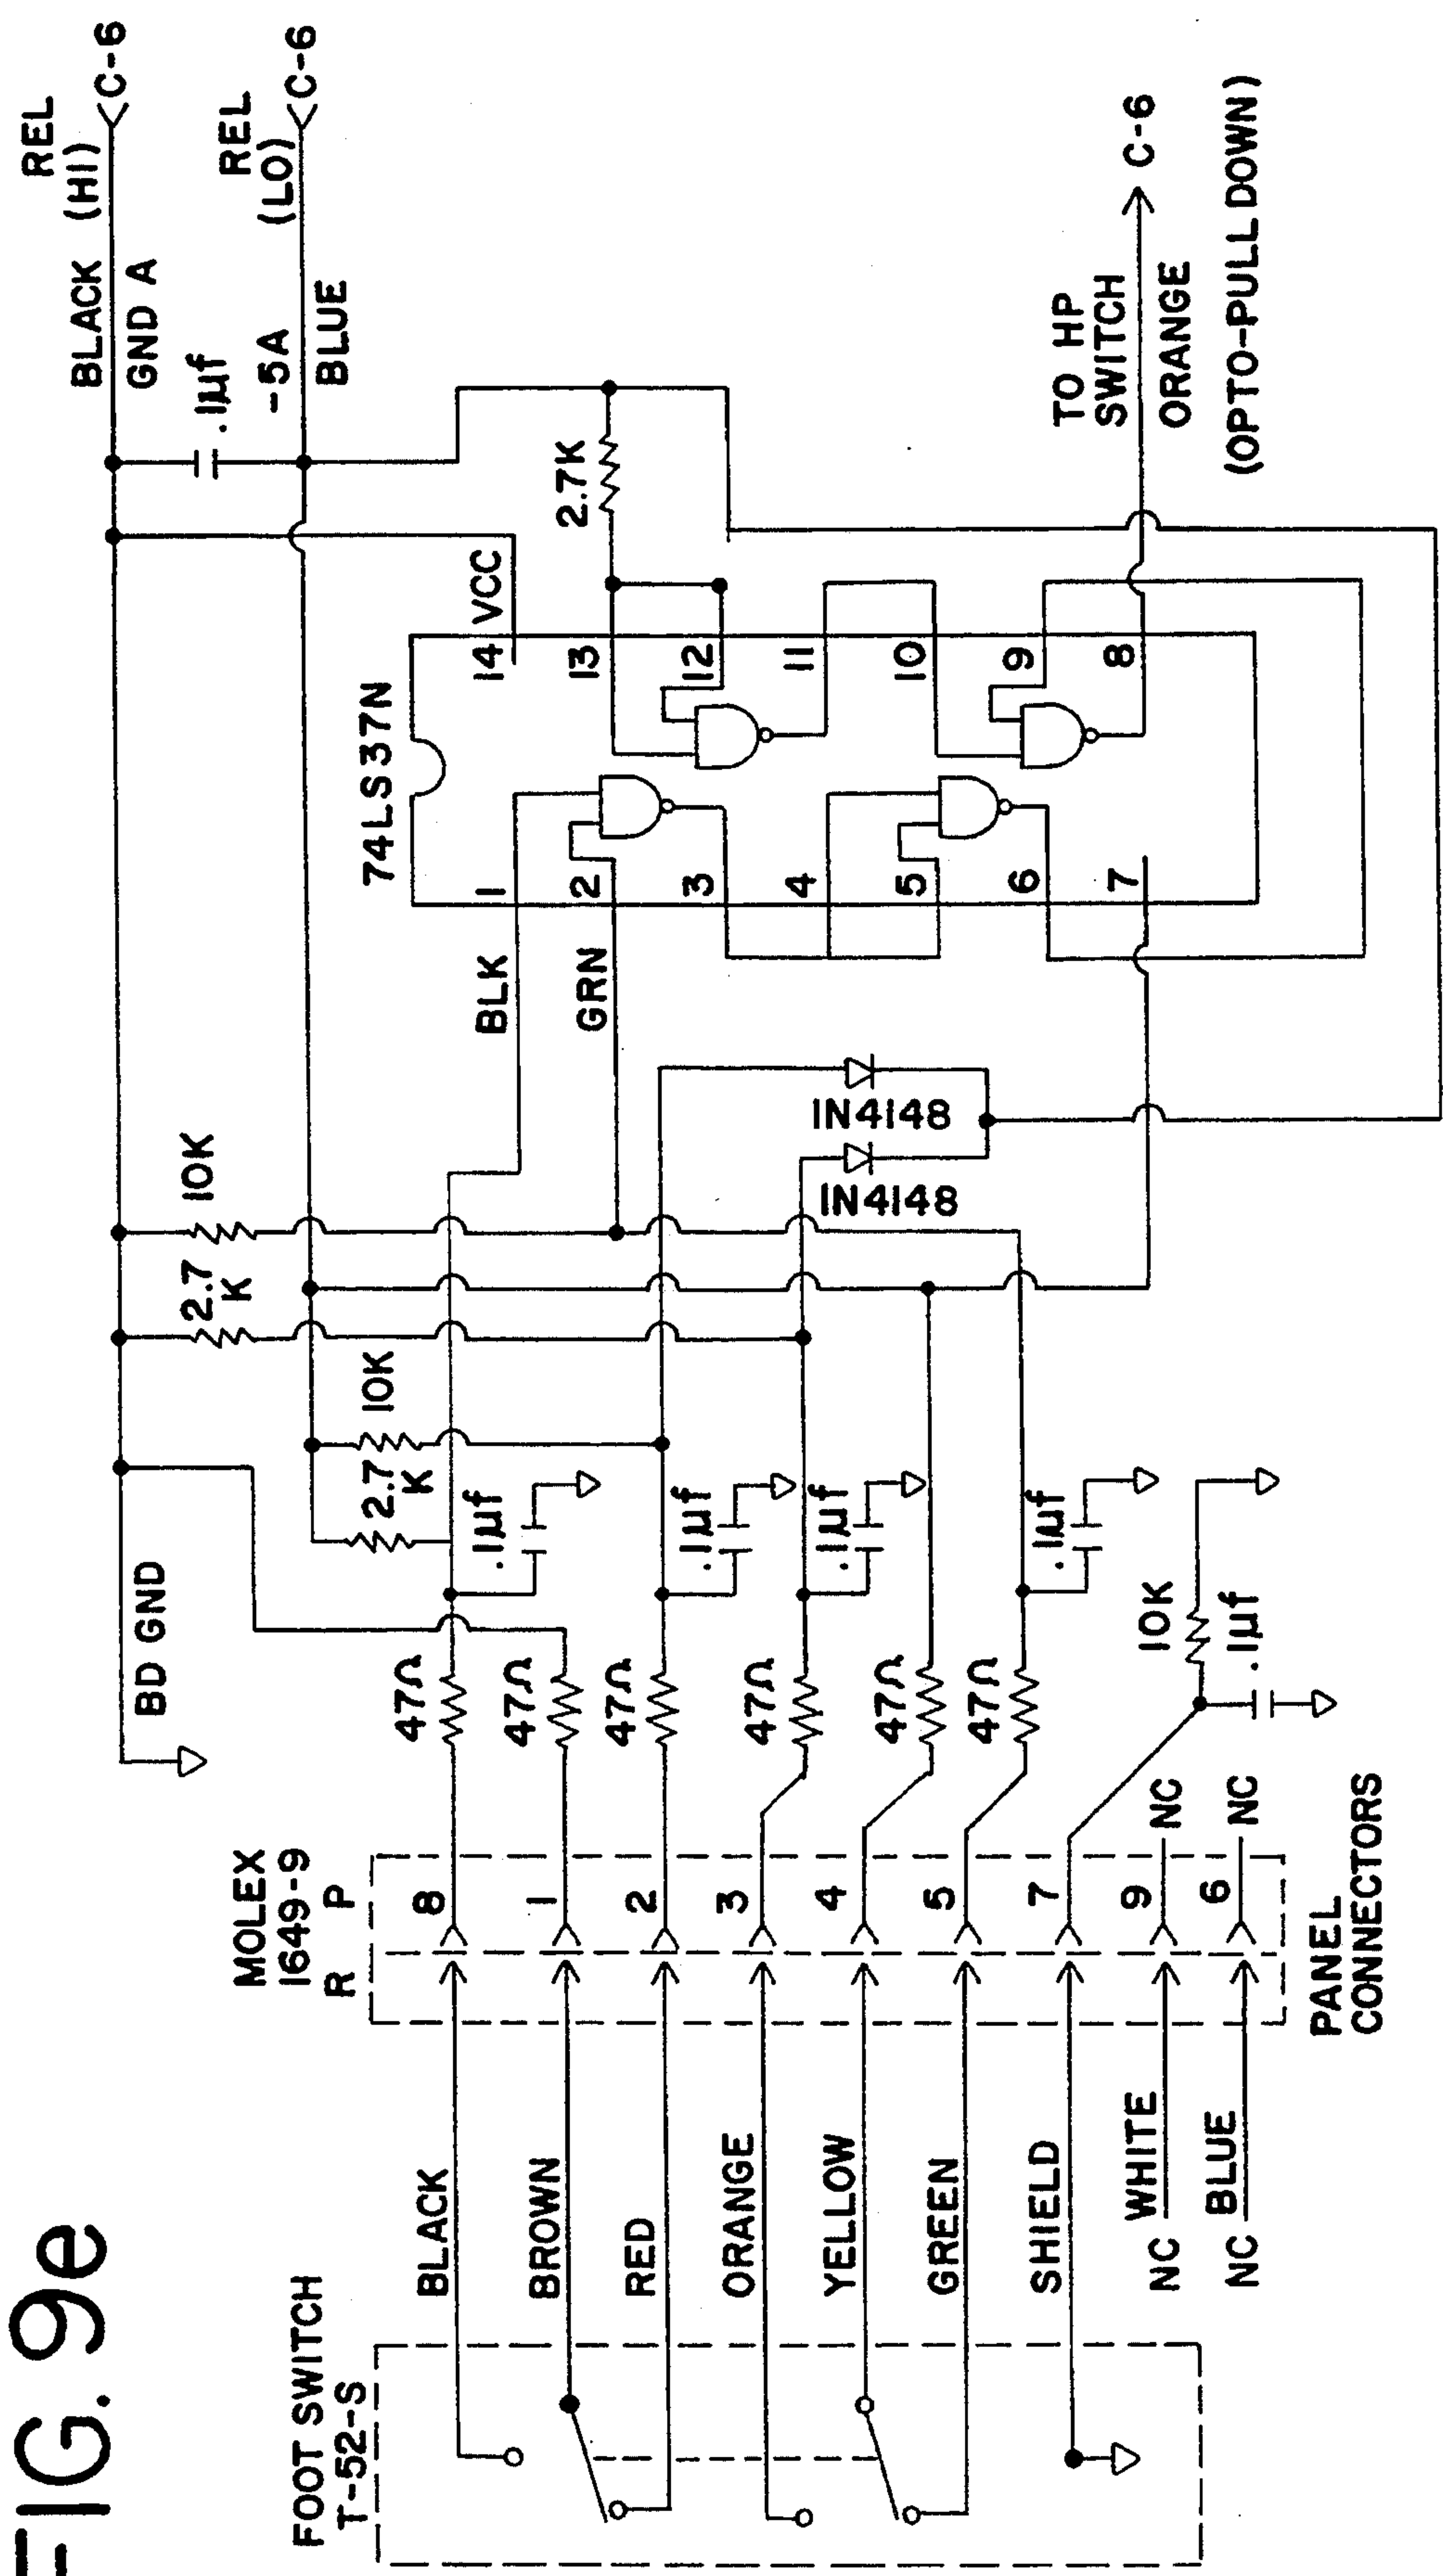 FIG. 9e
FOOT SWITCH
T-52-S
BLACK
BROWN
RED
ORANGE
YELLOW
GREEN
SHIELD
NC WHITE
NC BLUE
MOLEX
1649-9
R P
8
1
2
3
4
5
7
9 NC
6 NC
PANEL
CONNECTORS
BD GND
47Ω
47Ω
47Ω
47Ω
47Ω
47Ω
10K
.1µf
2.7
K
10K
.1µf
.1µf
.1µf
.1µf
2.7
K
10K
1N4148
1N4148
BLK
GRN
74LS37N
1
2
3
4
5
6
7
14 VCC
13
12
11
10
9
8
2.7K
.1µf
BLACK
GND A
-5A
BLUE
REL
(HI)
C-6
REL
(LO)
C-6
TO HP
SWITCH
ORANGE
C-6
(OPTO-PULL DOWN)